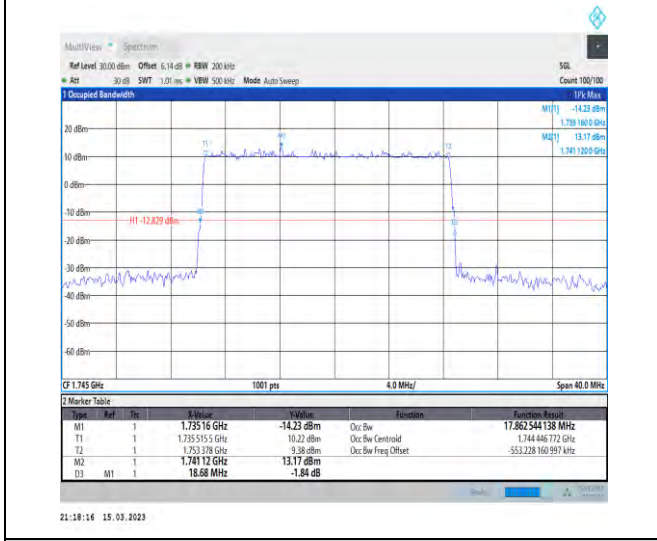 MultiView Spectrum
Ref Level 30.00 dBm Offset 6.14 dB RBW 200 kHz SGL
Att 30 dB SWT 1.01 ms VBW 500 kHz Mode Auto Sweep Count 100/100
1 Occupied Bandwidth 1Pk Max
M1[1] -14.23 dBm
1.735 160 0 GHz
20 dBm M2[1] 13.17 dBm
1.741 120 0 GHz
T1 M2 T2
10 dBm
0 dBm
-10 dBm
H1 -12.829 dBm
-20 dBm
-30 dBm
-40 dBm
-50 dBm
-60 dBm
CF 1.745 GHz 1001 pts 4.0 MHz/ Span 40.0 MHz
2 Marker Table
Type Ref Trc X-Value Y-Value Function Function Result
M1 1 1.735 16 GHz -14.23 dBm Occ Bw 17.862 544 138 MHz
T1 1 1.735 515 5 GHz 10.22 dBm Occ Bw Centroid 1.744 446 772 GHz
T2 1 1.753 378 GHz 9.38 dBm Occ Bw Freq Offset -553.228 160 997 kHz
M2 1 1.741 12 GHz 13.17 dBm
D3 M1 1 18.68 MHz -1.84 dB
21:18:16 15.03.2023